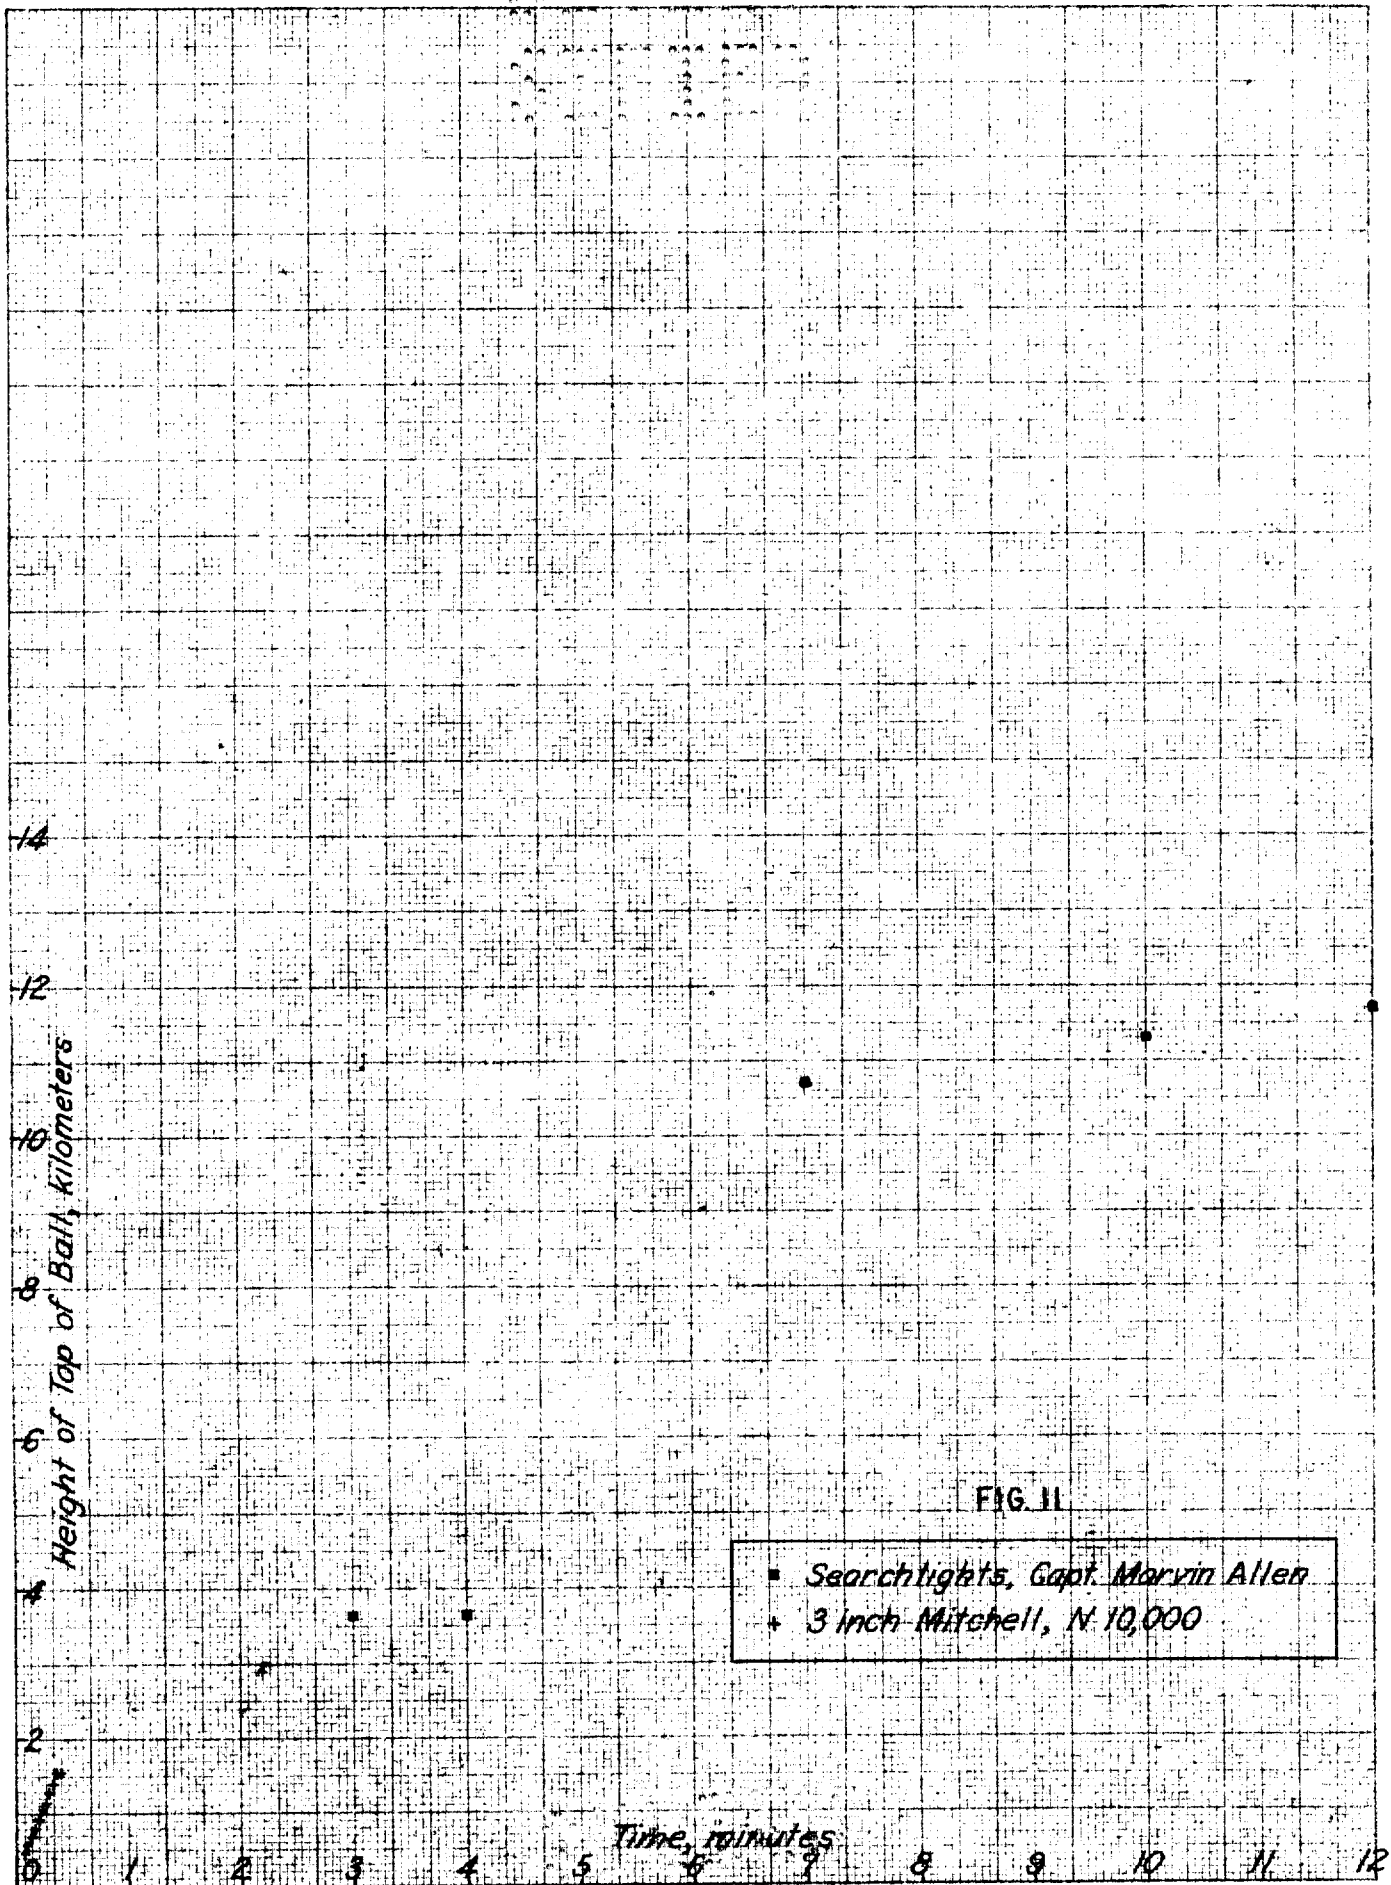 14
12
10
8
6
4
2
0
Height of Top of Ball, kilometers
FIG. 11
Searchlights, Capt. Marvin Allen
+ 3 inch Mitchell, N 10,000
Time, minutes
0 1 2 3 4 5 6 7 8 9 10 11 12